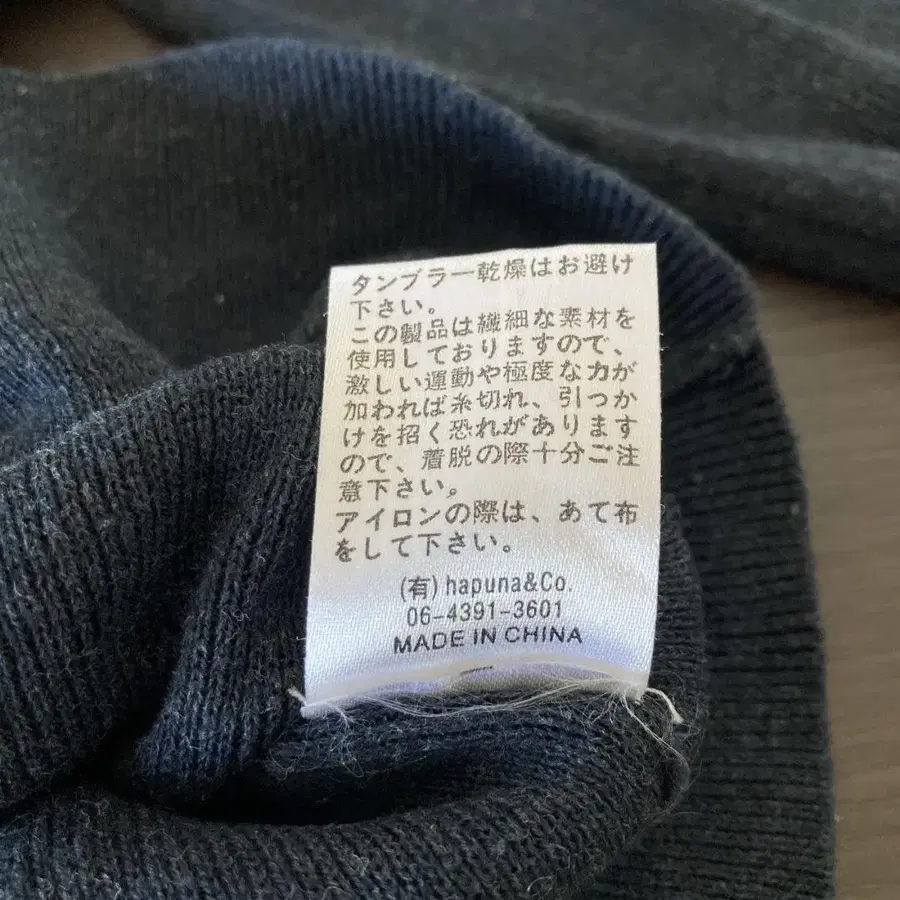 タンブラー乾燥はお避け
下さい。
この製品は繊細な素材を
使用しておりますので、
激しい運動や極度な力が
加われば糸切れ、引っか
けを招く恐れがあります
ので、着脱の際十分ご注
意下さい。
アイロンの際は、あて布
をして下さい。
(有) hapuna&Co.
06-4391-3601
MADE IN CHINA